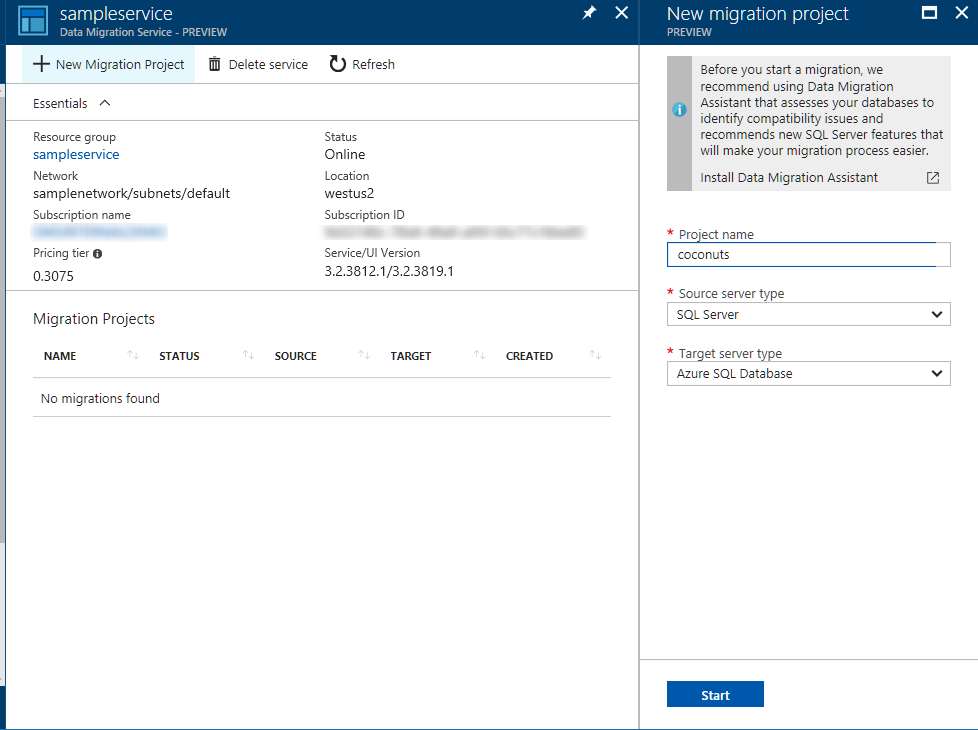 sampleservice
Data Migration Service - PREVIEW
New Migration Project
Delete service
Refresh
Essentials
Resource group
sampleservice
Status
Online
Network
samplenetwork/subnets/default
Location
westus2
Subscription name
Subscription ID
Pricing tier
0.3075
Service/UI Version
3.2.3812.1/3.2.3819.1
Migration Projects
NAME STATUS SOURCE TARGET CREATED
No migrations found
New migration project
PREVIEW
Before you start a migration, we
recommend using Data Migration
Assistant that assesses your databases to
identify compatibility issues and
recommends new SQL Server features that
will make your migration process easier.
Install Data Migration Assistant
* Project name
coconuts
* Source server type
SQL Server
* Target server type
Azure SQL Database
Start